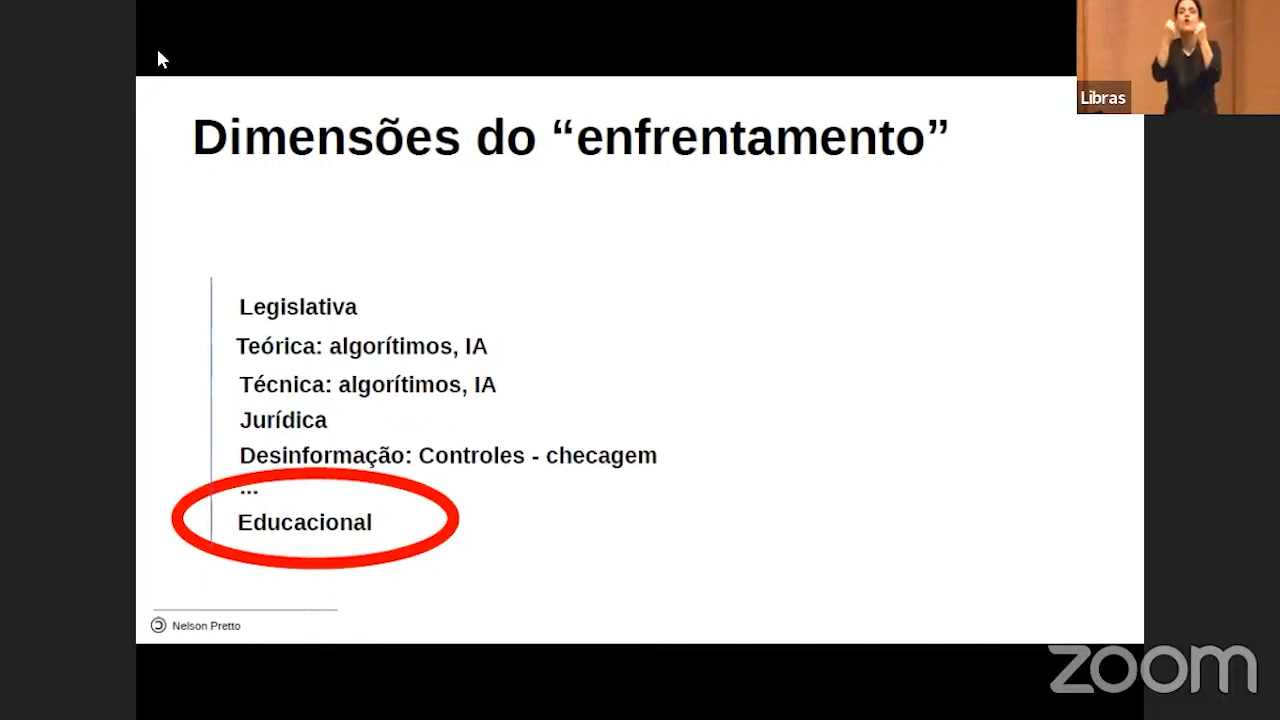 Libras
Dimensões do “enfrentamento”
Legislativa
Teórica: algorítimos, IA
Técnica: algorítimos, IA
Jurídica
Desinformação: Controles - checagem
...
Educacional
Nelson Pretto
zoom